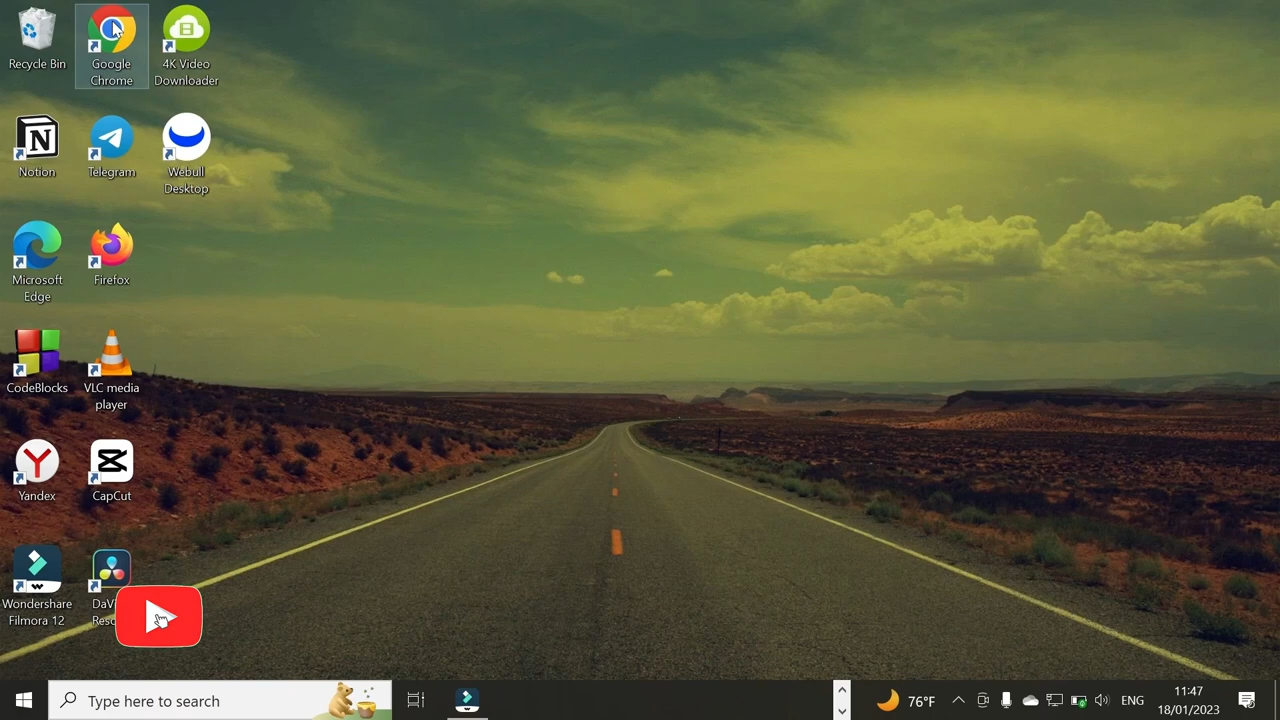 Recycle Bin
Google
Chrome
4K Video
Downloader
Notion
Telegram
Webull
Desktop
Microsoft
Edge
Firefox
CodeBlocks
VLC media
player
Yandex
CapCut
Wondershare
Filmora 12
DaV
Reso
Type here to search
76°F
ENG
11:47
18/01/2023